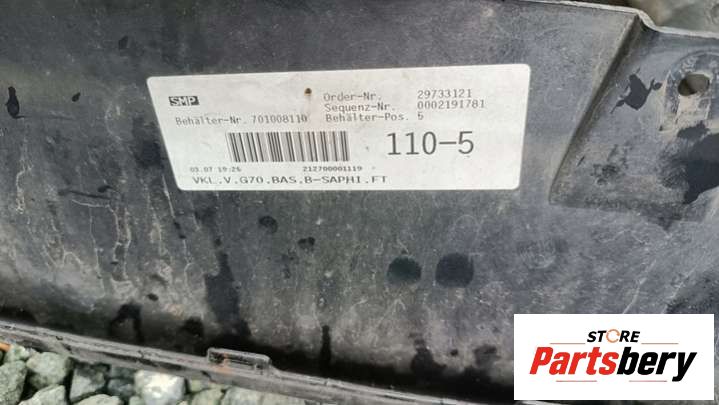 SMP
Order-Nr. 29733121
Sequenz-Nr. 0002191781
Behälter-Nr. 701008110 Behälter-Pos. 5
110-5
03.07 19:26 212700001119
VKL.V.G70.BAS.B-SAPHI.FT
STORE
Partsbery